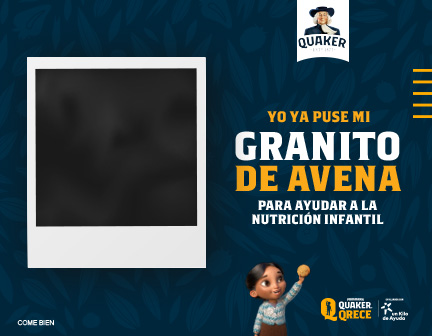 QUAKER
YO YA PUSE MI
GRANITO
DE AVENA
PARA AYUDAR A LA
NUTRICIÓN INFANTIL
QUAKER
QRECE
un Kilo
de Ayuda
COME BIEN